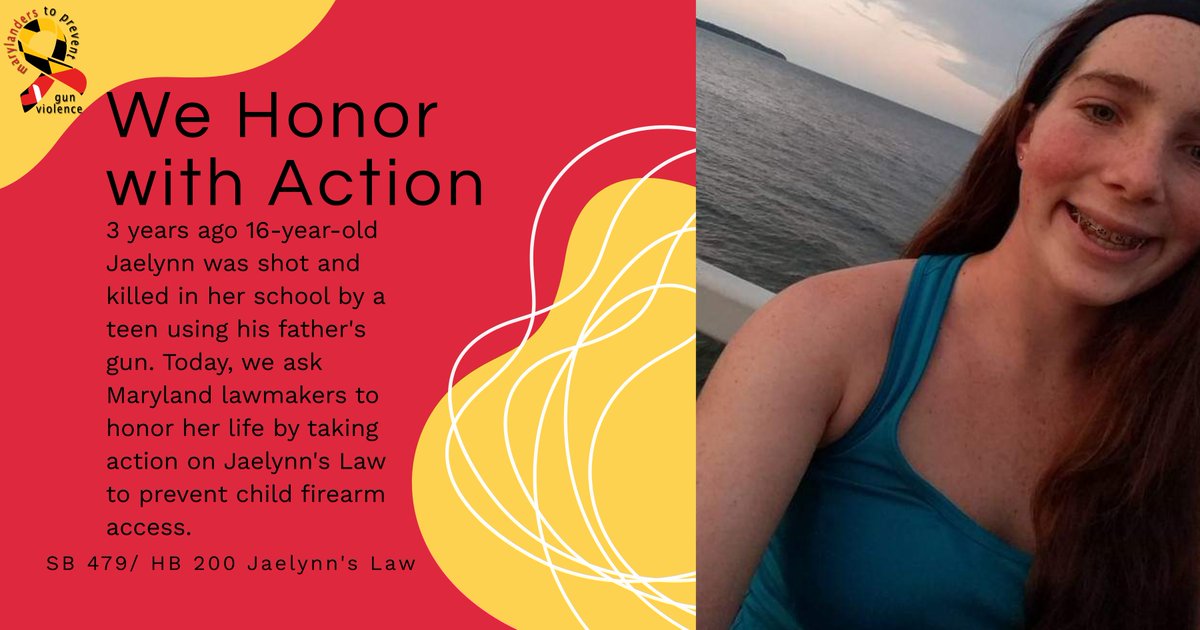 marylanders to prevent
gun
violence
We Honor
with Action
3 years ago 16-year-old
Jaelynn was shot and
killed in her school by a
teen using his father's
gun. Today, we ask
Maryland lawmakers to
honor her life by taking
action on Jaelynn's Law
to prevent child firearm
access.
SB 479/ HB 200 Jaelynn's Law